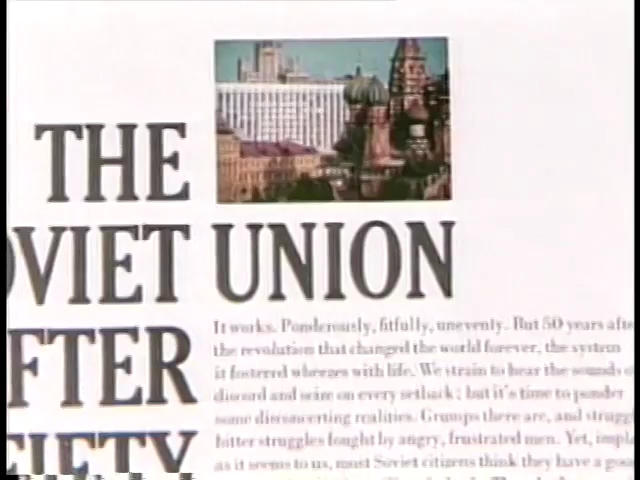 THE
OVIET UNION
FTER
It works. Ponderously, fitfully, unevenly. But 50 years afte
the revolution that changed the world forever, the system
it fostered wheezes with life. We strain to hear the sounds o
discord and seize on every setback; but it's time to ponder
some disconcerting realities. Grumps there are, and strugg
bitter struggles fought by angry, frustrated men. Yet, impla
as it seems to us, most Soviet citizens think they have a goo